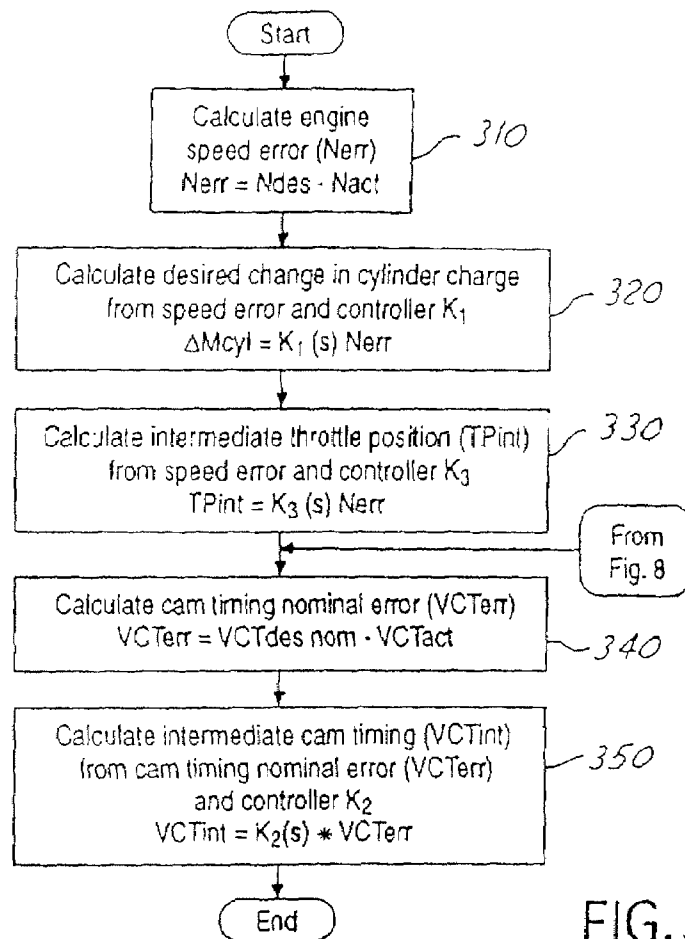 Start
Calculate engine
speed error (Nerr)
Nerr = Ndes - Nact
310
Calculate desired change in cylinder charge
from speed error and controller K₁
ΔMcyl = K₁ (s) Nerr
320
Calculate intermediate throttle position (TPint)
from speed error and controller K₃
TPint = K₃ (s) Nerr
330
From
Fig. 8
Calculate cam timing nominal error (VCTerr)
VCTerr = VCTdes nom - VCTact
340
Calculate intermediate cam timing (VCTint)
from cam timing nominal error (VCTerr)
and controller K₂
VCTint = K₂(s) * VCTerr
350
End
FIG.